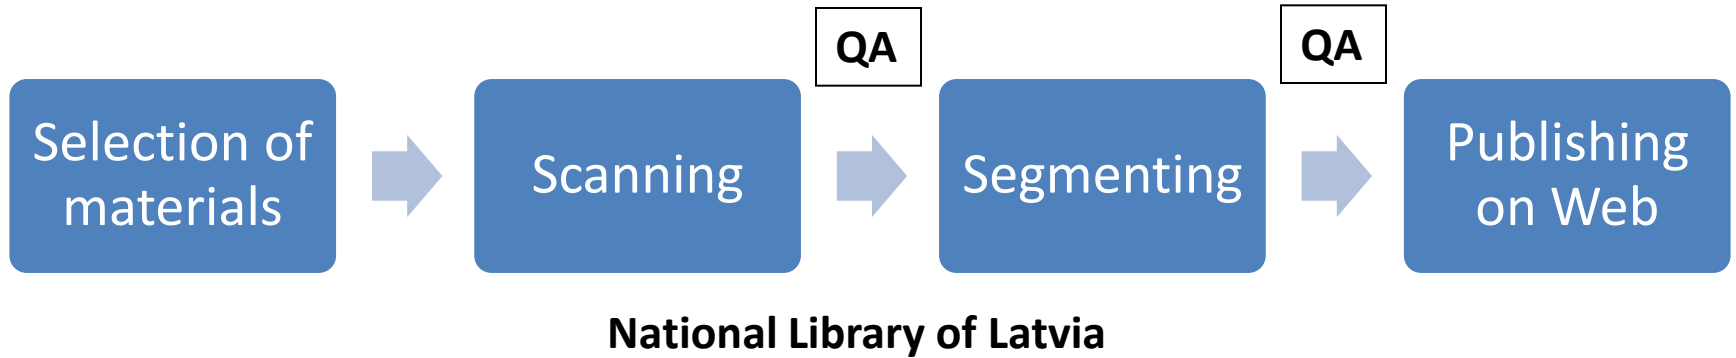 QA
QA
Selection of
materials
Scanning
Segmenting
Publishing
on Web
National Library of Latvia